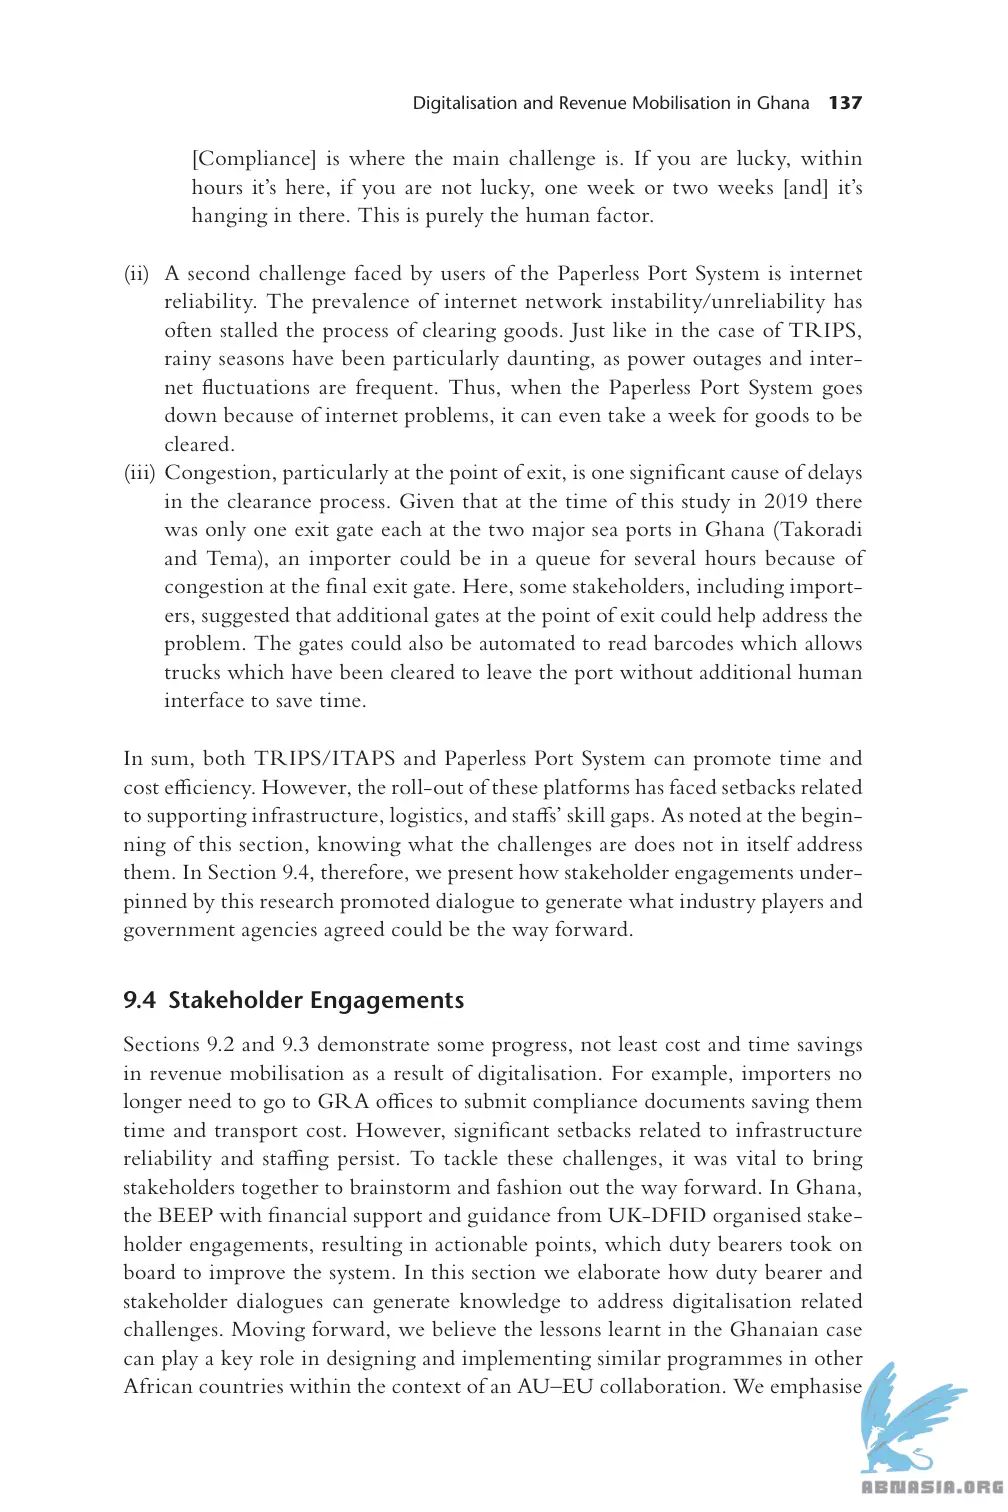 Digitalisation and Revenue Mobilisation in Ghana 137
[Compliance] is where the main challenge is. If you are lucky, within
hours it’s here, if you are not lucky, one week or two weeks [and] it’s
hanging in there. This is purely the human factor.
(ii) A second challenge faced by users of the Paperless Port System is internet
reliability. The prevalence of internet network instability/unreliability has
often stalled the process of clearing goods. Just like in the case of TRIPS,
rainy seasons have been particularly daunting, as power outages and inter-
net fluctuations are frequent. Thus, when the Paperless Port System goes
down because of internet problems, it can even take a week for goods to be
cleared.
(iii) Congestion, particularly at the point of exit, is one significant cause of delays
in the clearance process. Given that at the time of this study in 2019 there
was only one exit gate each at the two major sea ports in Ghana (Takoradi
and Tema), an importer could be in a queue for several hours because of
congestion at the final exit gate. Here, some stakeholders, including import-
ers, suggested that additional gates at the point of exit could help address the
problem. The gates could also be automated to read barcodes which allows
trucks which have been cleared to leave the port without additional human
interface to save time.
In sum, both TRIPS/ITAPS and Paperless Port System can promote time and
cost efficiency. However, the roll-out of these platforms has faced setbacks related
to supporting infrastructure, logistics, and staffs’ skill gaps. As noted at the begin-
ning of this section, knowing what the challenges are does not in itself address
them. In Section 9.4, therefore, we present how stakeholder engagements under-
pinned by this research promoted dialogue to generate what industry players and
government agencies agreed could be the way forward.
9.4 Stakeholder Engagements
Sections 9.2 and 9.3 demonstrate some progress, not least cost and time savings
in revenue mobilisation as a result of digitalisation. For example, importers no
longer need to go to GRA offices to submit compliance documents saving them
time and transport cost. However, significant setbacks related to infrastructure
reliability and staffing persist. To tackle these challenges, it was vital to bring
stakeholders together to brainstorm and fashion out the way forward. In Ghana,
the BEEP with financial support and guidance from UK-DFID organised stake-
holder engagements, resulting in actionable points, which duty bearers took on
board to improve the system. In this section we elaborate how duty bearer and
stakeholder dialogues can generate knowledge to address digitalisation related
challenges. Moving forward, we believe the lessons learnt in the Ghanaian case
can play a key role in designing and implementing similar programmes in other
African countries within the context of an AU–EU collaboration. We emphasise
ABNASIA.ORG